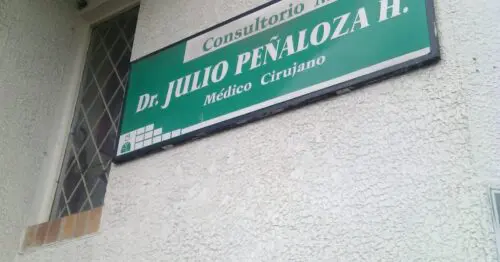 Consultorio
Dr. JULIO PEÑALOZA H.
Médico Cirujano